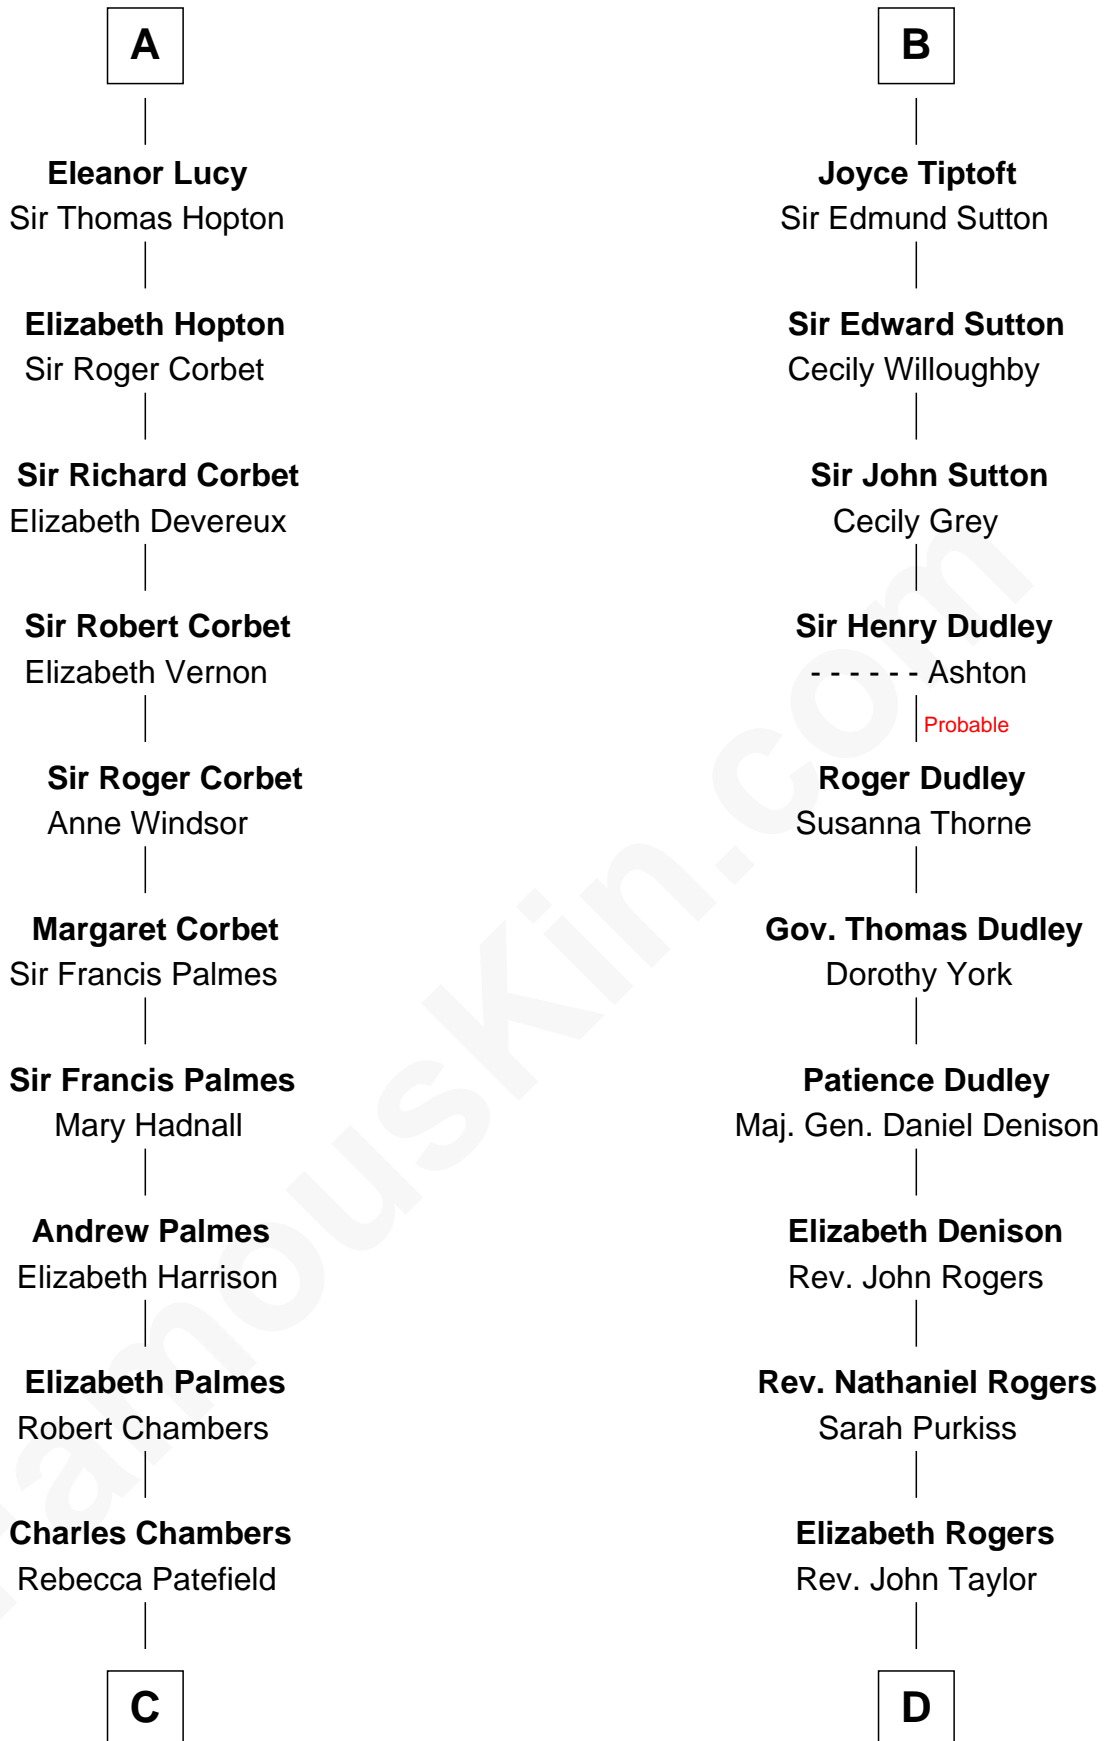 A
Eleanor Lucy
Sir Thomas Hopton
Elizabeth Hopton
Sir Roger Corbet
Sir Richard Corbet
Elizabeth Devereux
Sir Robert Corbet
Elizabeth Vernon
Sir Roger Corbet
Anne Windsor
Margaret Corbet
Sir Francis Palmes
Sir Francis Palmes
Mary Hadnall
Andrew Palmes
Elizabeth Harrison
Elizabeth Palmes
Robert Chambers
Charles Chambers
Rebecca Patefield
C
B
Joyce Tiptoft
Sir Edmund Sutton
Sir Edward Sutton
Cecily Willoughby
Sir John Sutton
Cecily Grey
Sir Henry Dudley
- - - - - - Ashton
Probable
Roger Dudley
Susanna Thorne
Gov. Thomas Dudley
Dorothy York
Patience Dudley
Maj. Gen. Daniel Denison
Elizabeth Denison
Rev. John Rogers
Rev. Nathaniel Rogers
Sarah Purkiss
Elizabeth Rogers
Rev. John Taylor
D
FamousKin.com